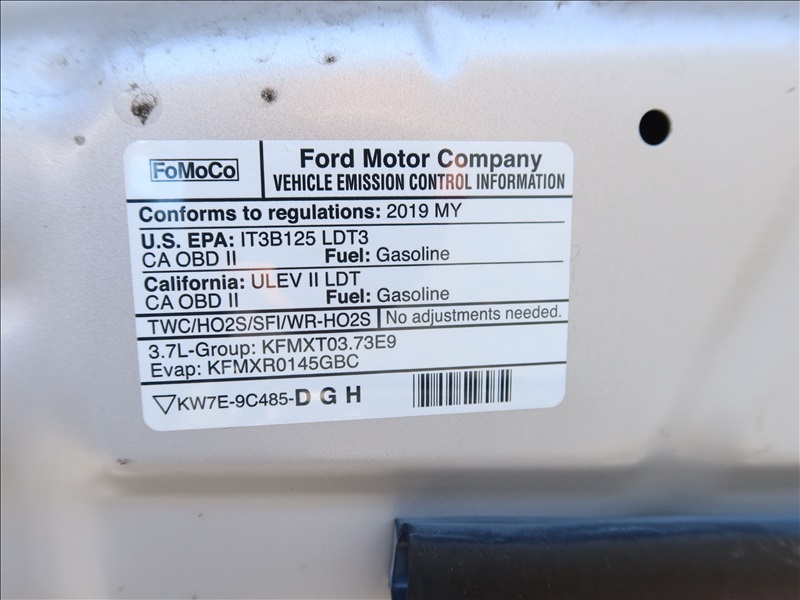 FoMoCo
Ford Motor Company
VEHICLE EMISSION CONTROL INFORMATION
Conforms to regulations: 2019 MY
U.S. EPA: IT3B125 LDT3
CA OBD II Fuel: Gasoline
California: ULEV II LDT
CA OBD II Fuel: Gasoline
TWC/HO2S/SFI/WR-HO2S No adjustments needed.
3.7L-Group: KFMXT03.73E9
Evap: KFMXR0145GBC
▽KW7E-9C485-D G H